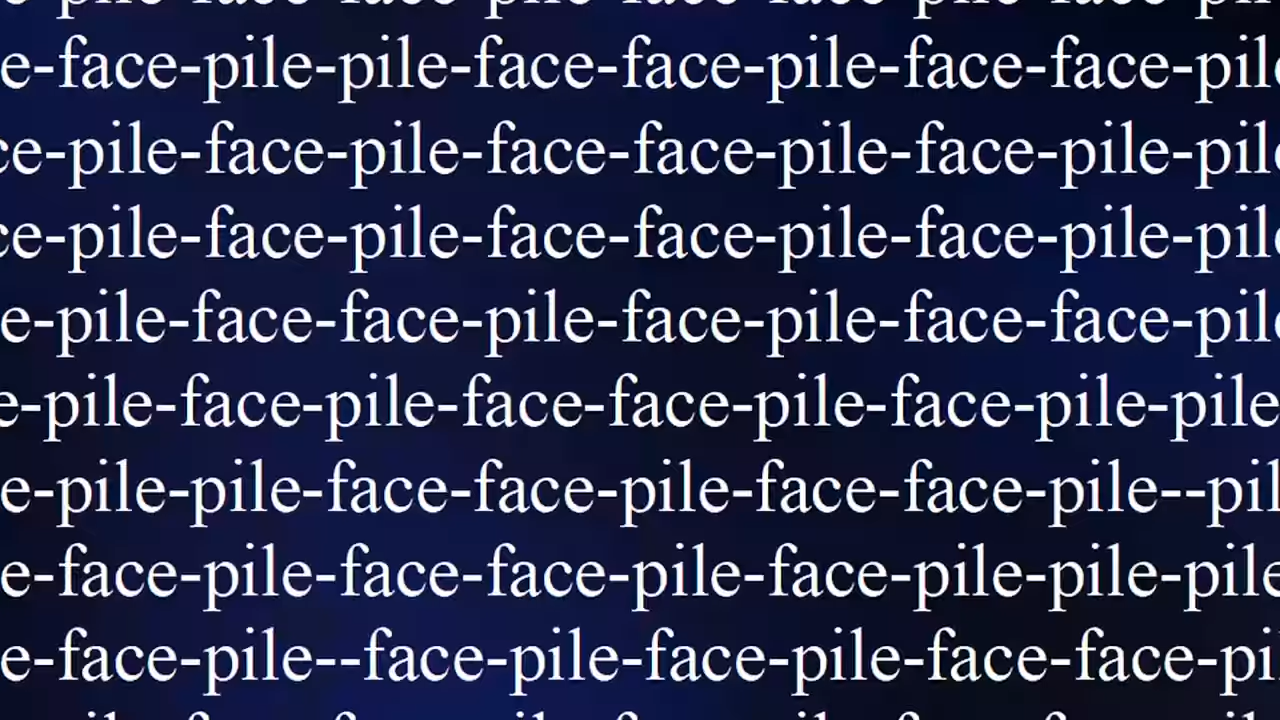 e-face-pile-pile-face-face-pile-face-face-pile
ce-pile-face-pile-face-face-pile-face-pile-pile
ce-pile-face-pile-face-face-pile-face-pile-pile
e-pile-face-face-pile-face-pile-face-face-pile
e-pile-face-pile-face-face-pile-face-pile-pile
e-pile-pile-face-face-pile-face-face-pile--pil
e-face-pile-face-face-pile-face-pile-pile-pile
e-face-pile--face-pile-face-pile-face-face-pi